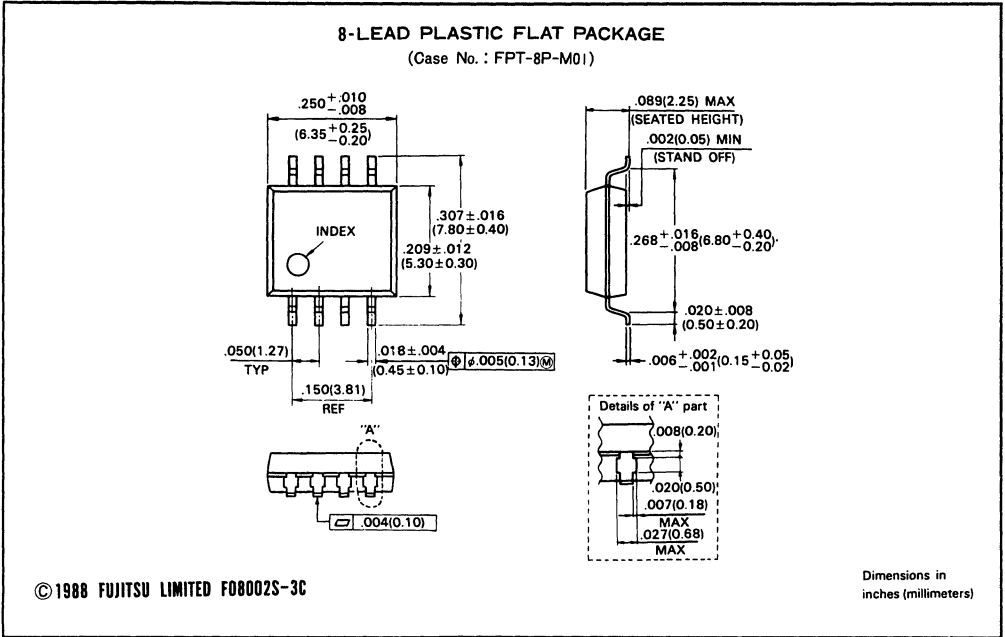 8-LEAD PLASTIC FLAT PACKAGE
(Case No. : FPT-8P-M01)
.250 +.010 -.008
(6.35 +0.25 -0.20)
.089(2.25) MAX
(SEATED HEIGHT)
.002(0.05) MIN
(STAND OFF)
INDEX
.307±.016
(7.80±0.40)
.209±.012
(5.30±0.30)
.268 +.016 -.008 (6.80 +0.40 -0.20)
.020±.008
(0.50±0.20)
.050(1.27)
TYP
.018±.004
(0.45±0.10)
⌖ φ.005(0.13)Ⓜ
.006 +.002 -.001 (0.15 +0.05 -0.02)
.150(3.81)
REF
"A"
.004(0.10)
Details of "A" part
.008(0.20)
.020(0.50)
.007(0.18)
MAX
.027(0.68)
MAX
©1988 FUJITSU LIMITED F08002S-3C
Dimensions in
inches (millimeters)